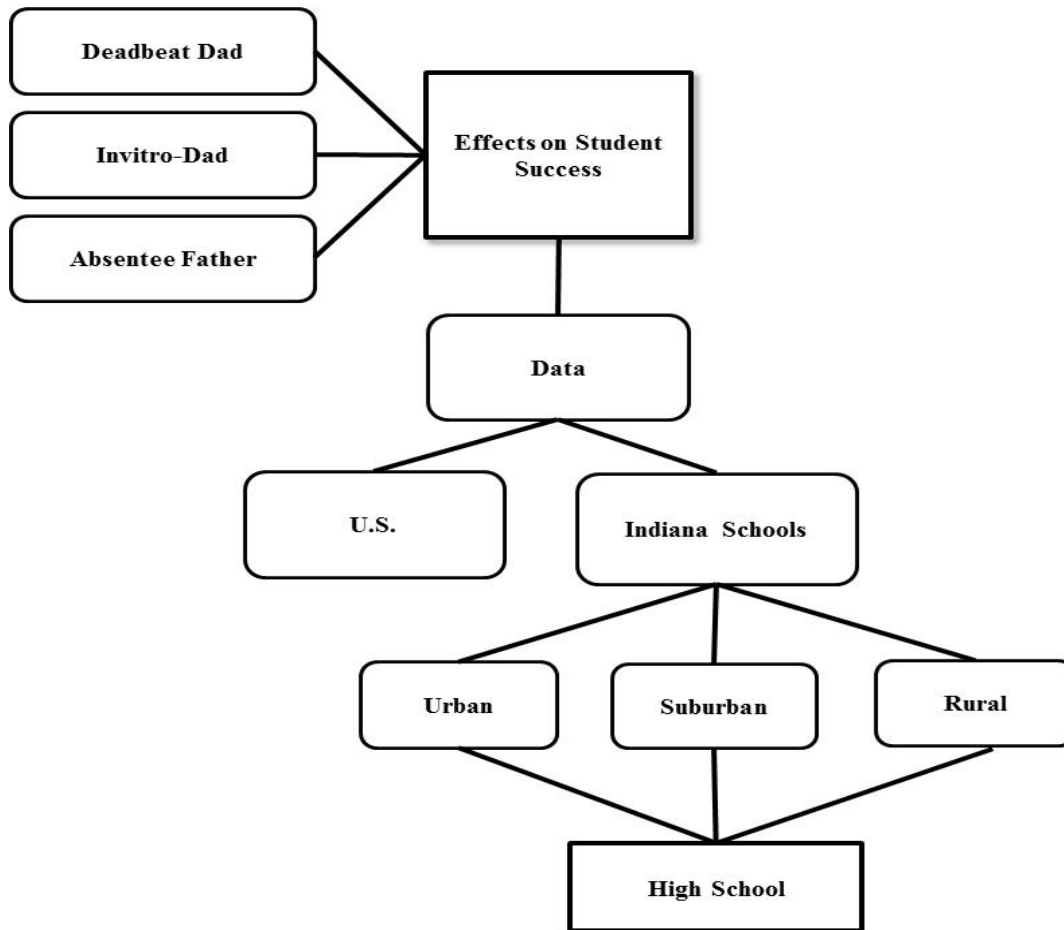 Deadbeat Dad
Effects on Student
Success
Invitro-Dad
Absentee Father
Data
U.S.
Indiana Schools
Urban
Suburban
Rural
High School